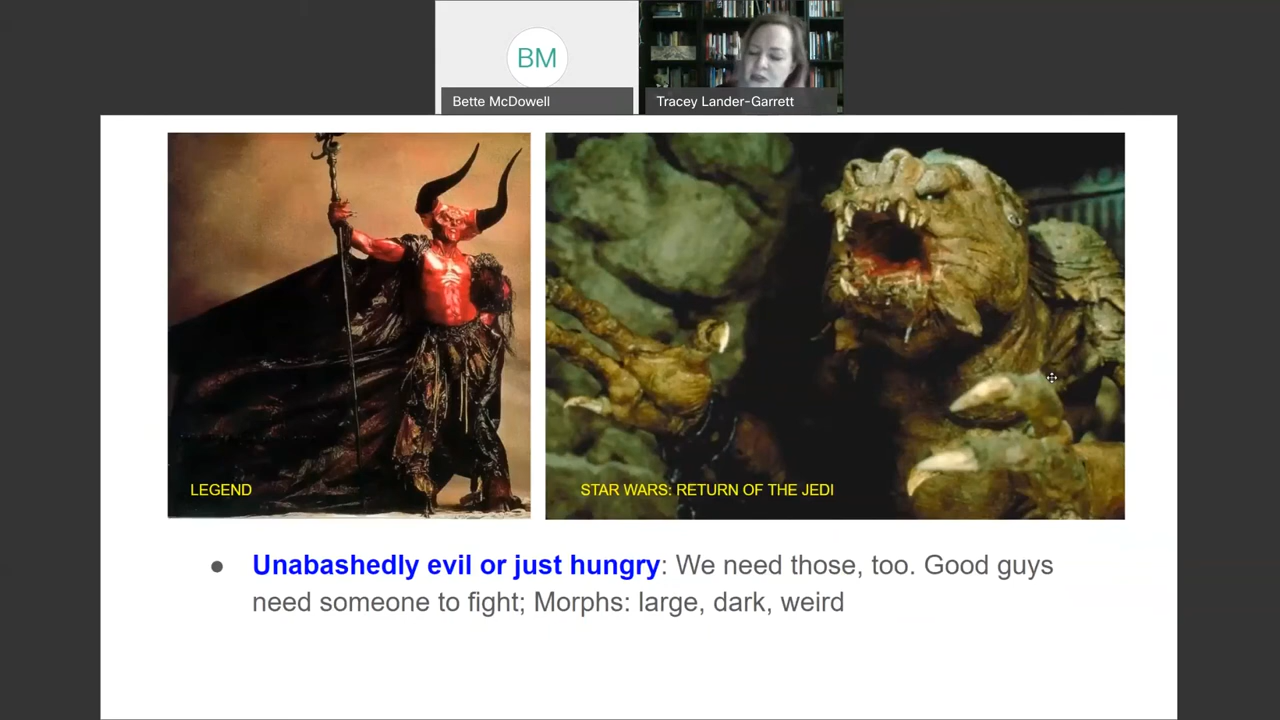 BM
Bette McDowell
Tracey Lander-Garrett
LEGEND
STAR WARS: RETURN OF THE JEDI
● Unabashedly evil or just hungry: We need those, too. Good guys
need someone to fight; Morphs: large, dark, weird